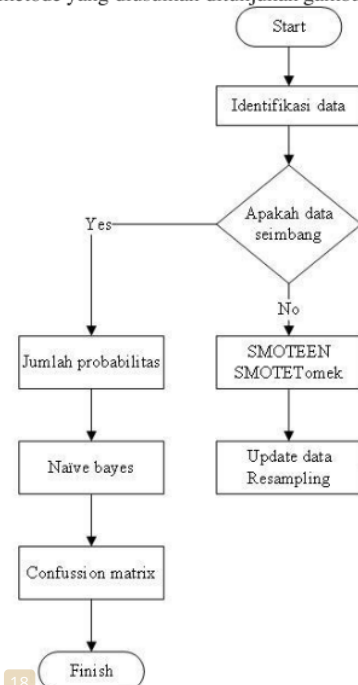 Start
Identifikasi data
Apakah data
seimbang
Yes
No
Jumlah probabilitas
SMOTEEN
SMOTETomek
Naïve bayes
Update data
Resampling
Confussion matrix
Finish
18